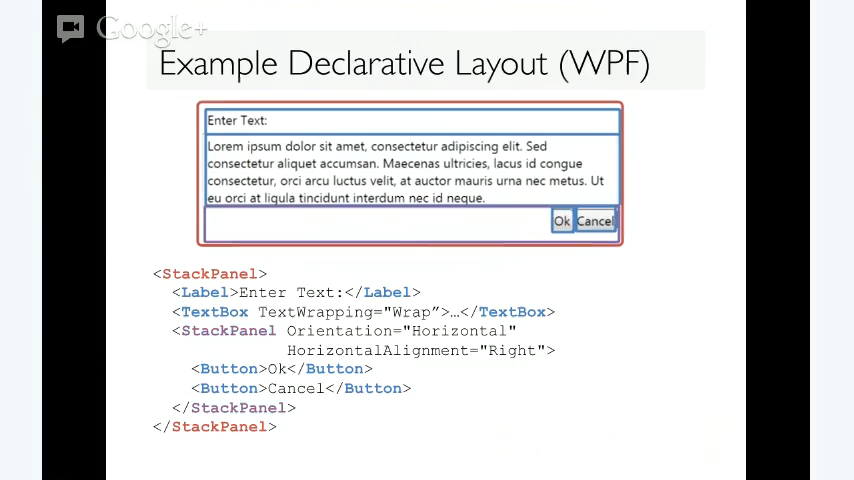 Google+
Example Declarative Layout (WPF)
Enter Text:
Lorem ipsum dolor sit amet, consectetur adipiscing elit. Sed
consectetur aliquet accumsan. Maecenas ultricies, lacus id congue
consectetur, orci arcu luctus velit, at auctor mauris urna nec metus. Ut
eu orci at ligula tincidunt interdum nec id neque.
Ok Cancel
<StackPanel>
<Label>Enter Text:</Label>
<TextBox TextWrapping="Wrap”>…</TextBox>
<StackPanel Orientation="Horizontal"
HorizontalAlignment="Right">
<Button>Ok</Button>
<Button>Cancel</Button>
</StackPanel>
</StackPanel>